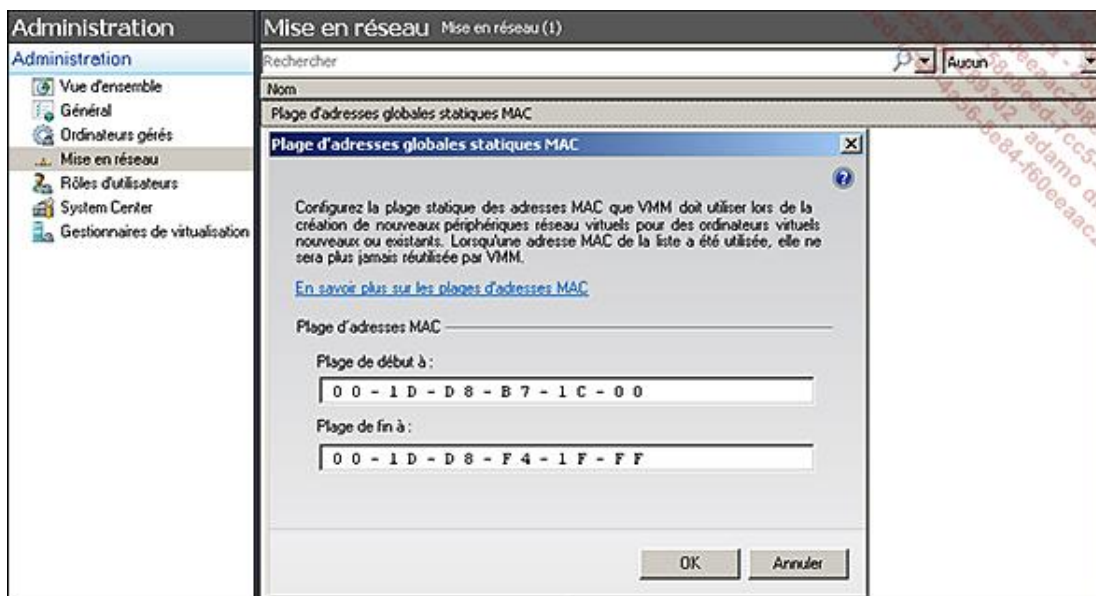 Administration
Mise en réseau Mise en réseau (1)
Administration
Rechercher
Aucun
Vue d'ensemble
Nom
Général
Plage d'adresses globales statiques MAC
Ordinateurs gérés
Mise en réseau
Rôles d'utilisateurs
System Center
Gestionnaires de virtualisation
Plage d'adresses globales statiques MAC
Configurez la plage statique des adresses MAC que VMM doit utiliser lors de la
création de nouveaux périphériques réseau virtuels pour des ordinateurs virtuels
nouveaux ou existants. Lorsqu'une adresse MAC de la liste a été utilisée, elle ne
sera plus jamais réutilisée par VMM.
En savoir plus sur les plages d'adresses MAC
Plage d'adresses MAC
Plage de début à :
00-1D-D8-B7-1C-00
Plage de fin à :
00-1D-D8-F4-1F-FF
OK
Annuler